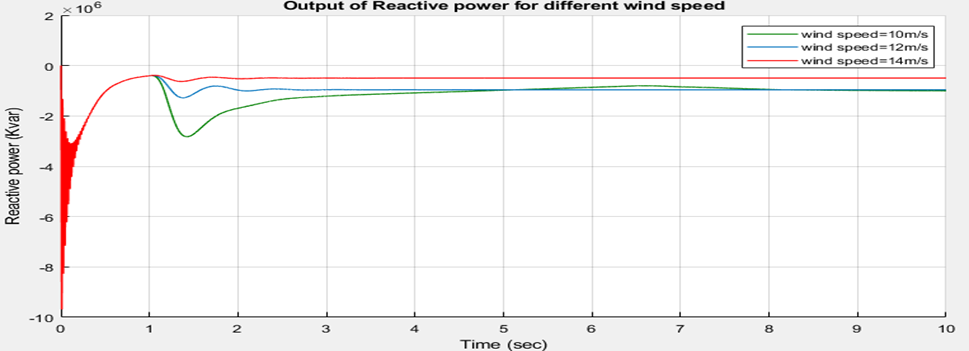 Output of Reactive power for different wind speed
×10⁶
2
0
-2
-4
-6
-8
-10
Reactive power (Kvar)
wind speed=10m/s
wind speed=12m/s
wind speed=14m/s
0 1 2 3 4 5 6 7 8 9 10
Time (sec)